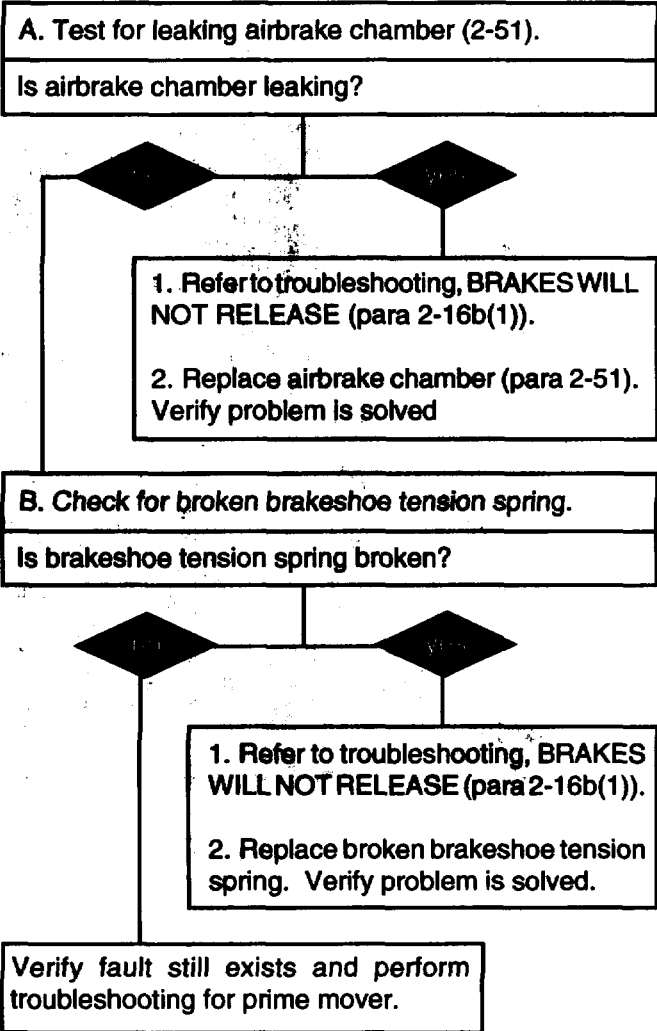 A. Test for leaking airbrake chamber (2-51).
Is airbrake chamber leaking?
no yes
1. Refer to troubleshooting, BRAKES WILL
NOT RELEASE (para 2-16b(1)).
2. Replace airbrake chamber (para 2-51).
Verify problem is solved
B. Check for broken brakeshoe tension spring.
Is brakeshoe tension spring broken?
no yes
1. Refer to troubleshooting, BRAKES
WILL NOT RELEASE (para 2-16b(1)).
2. Replace broken brakeshoe tension
spring. Verify problem is solved.
Verify fault still exists and perform
troubleshooting for prime mover.